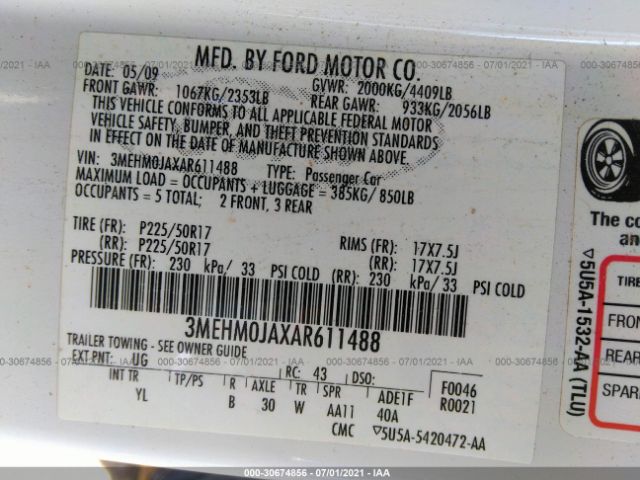 000-30674856 - 07/01/2021 - IAA
MFD. BY FORD MOTOR CO.
DATE: 05/09 GVWR: 2000KG/4409LB
FRONT GAWR: 1067KG/2353LB REAR GAWR: 933KG/2056LB
THIS VEHICLE CONFORMS TO ALL APPLICABLE FEDERAL MOTOR
VEHICLE SAFETY, BUMPER, AND THEFT PREVENTION STANDARDS
IN EFFECT ON THE DATE OF MANUFACTURE SHOWN ABOVE.
VIN: 3MEHM0JAXAR611488 TYPE: Passenger Car
MAXIMUM LOAD = OCCUPANTS + LUGGAGE = 385KG/ 850LB
OCCUPANTS = 5 TOTAL; 2 FRONT, 3 REAR
TIRE (FR): P225/50R17 RIMS (FR): 17X7.5J
(RR): P225/50R17 (RR): 17X7.5J
PRESSURE (FR): 230 kPa/ 33 PSI COLD (RR): 230 kPa/ 33 PSI COLD
3MEHM0JAXAR611488
TRAILER TOWING - SEE OWNER GUIDE
EXT PNT: UG RC: 43 DSO: F0046
INT TR TP/PS R AXLE TR SPR ADE1F R0021
YL B 30 W AA11 40A
CMC ▽5U5A-5420472-AA
The co
and
▽5U5A-1532-AA (TLU)
TIRE
FRON
REAR
SPAR
000-30674856 - 07/01/2021 - IAA